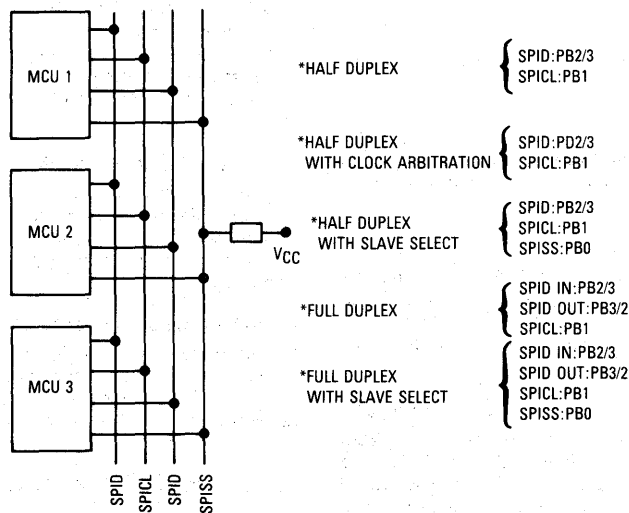 MCU 1
MCU 2
MCU 3
SPID
SPICL
SPID
SPISS
VCC
*HALF DUPLEX
SPID:PB2/3
SPICL:PB1
*HALF DUPLEX
WITH CLOCK ARBITRATION
SPID:PD2/3
SPICL:PB1
*HALF DUPLEX
WITH SLAVE SELECT
SPID:PB2/3
SPICL:PB1
SPISS:PB0
*FULL DUPLEX
SPID IN:PB2/3
SPID OUT:PB3/2
SPICL:PB1
*FULL DUPLEX
WITH SLAVE SELECT
SPID IN:PB2/3
SPID OUT:PB3/2
SPICL:PB1
SPISS:PB0